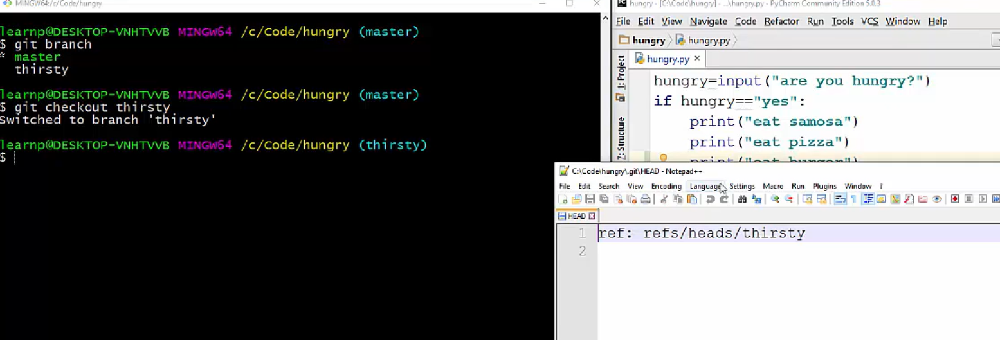 MINGW64:/c/Code/hungry
learnp@DESKTOP-VNHTVVB MINGW64 /c/Code/hungry (master)
$ git branch
* master
thirsty
learnp@DESKTOP-VNHTVVB MINGW64 /c/Code/hungry (master)
$ git checkout thirsty
Switched to branch 'thirsty'
learnp@DESKTOP-VNHTVVB MINGW64 /c/Code/hungry (thirsty)
$
hungry - [C:\Code\hungry] - ...\hungry.py - PyCharm Community Edition 5.0.3
File Edit View Navigate Code Refactor Run Tools VCS Window Help
hungry hungry.py
hungry.py
1: Project
Z: Structure
hungry=input("are you hungry?")
if hungry=="yes":
print("eat samosa")
print("eat pizza")
print("eat burger")
C:\Code\hungry\.git\HEAD - Notepad++
File Edit Search View Encoding Language Settings Macro Run Plugins Window ?
HEAD
1 ref: refs/heads/thirsty
2